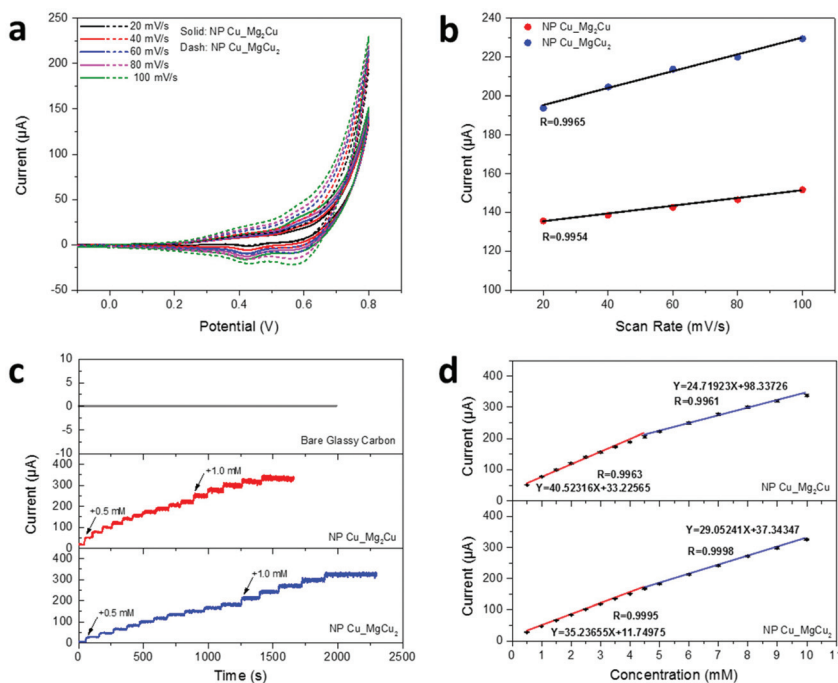 a
20 mV/s Solid: NP Cu_Mg₂Cu
40 mV/s Dash: NP Cu_MgCu₂
60 mV/s
80 mV/s
100 mV/s
250
200
150
100
50
0
-50
Current (µA)
0.0 0.2 0.4 0.6 0.8
Potential (V)
b
NP Cu_Mg₂Cu
NP Cu_MgCu₂
240
220
200
180
160
140
120
100
Current (µA)
R=0.9965
R=0.9954
20 40 60 80 100
Scan Rate (mV/s)
c
10
5
0
-5
-10
Bare Glassy Carbon
400
300
200
100
0
Current (µA)
+0.5 mM
+1.0 mM
NP Cu_Mg₂Cu
300
200
100
0
+0.5 mM
+1.0 mM
NP Cu_MgCu₂
0 500 1000 1500 2000 2500
Time (s)
d
400
300
200
100
0
Current (µA)
Y=24.71923X+98.33726
R=0.9961
R=0.9963
Y=40.52316X+33.22565
NP Cu_Mg₂Cu
400
300
200
100
0
Current (µA)
Y=29.05241X+37.34347
R=0.9998
R=0.9995
Y=35.23655X+11.74975
NP Cu_MgCu₂
0 1 2 3 4 5 6 7 8 9 10
Concentration (mM)